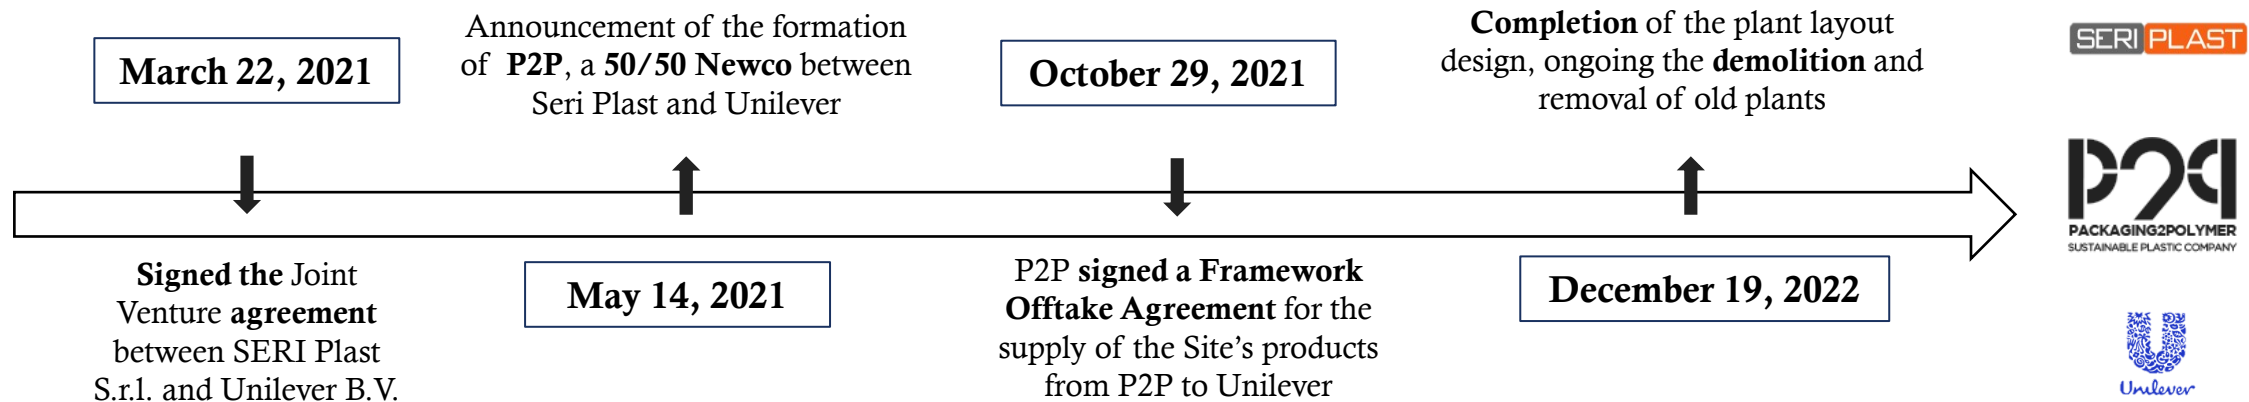 March 22, 2021
Signed the Joint
Venture agreement
between SERI Plast
S.r.l. and Unilever B.V.
Announcement of the formation
of P2P, a 50/50 Newco between
Seri Plast and Unilever
May 14, 2021
October 29, 2021
P2P signed a Framework
Offtake Agreement for the
supply of the Site's products
from P2P to Unilever
Completion of the plant layout
design, ongoing the demolition and
removal of old plants
December 19, 2022
SERI PLAST
P2P
PACKAGING2POLYMER
SUSTAINABLE PLASTIC COMPANY
Unilever